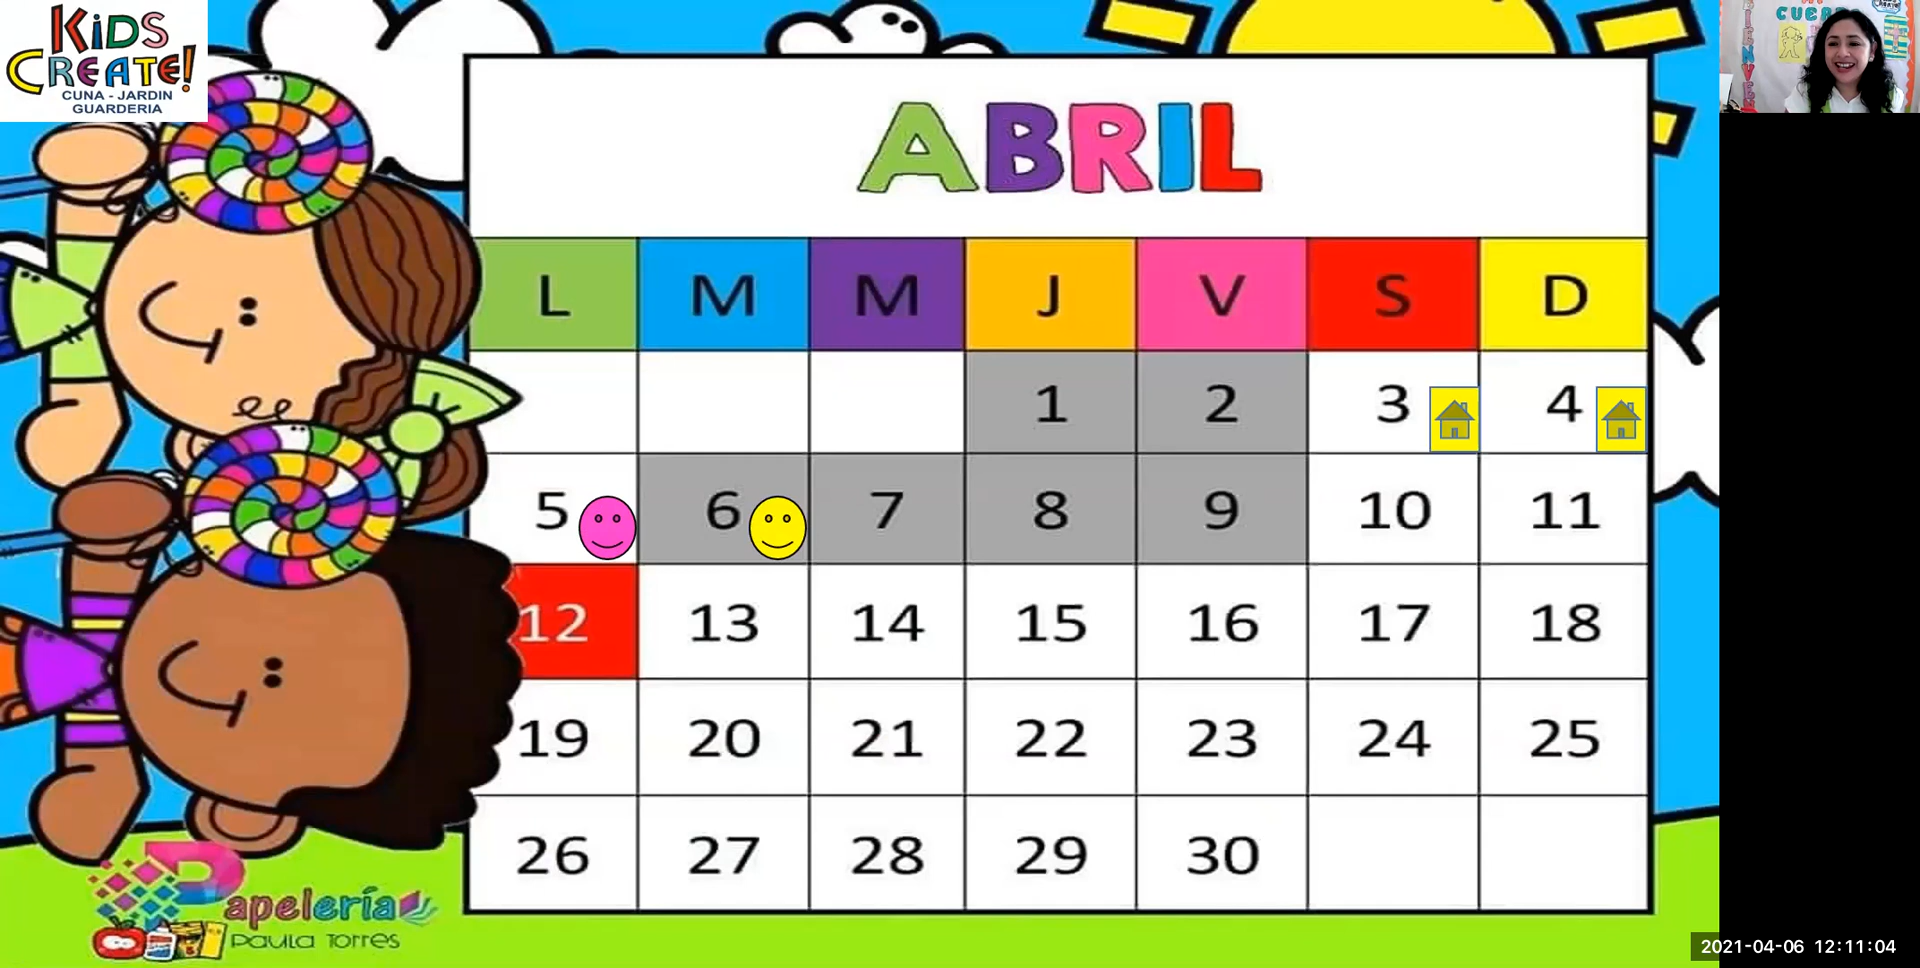 KiDS
CREATE!
CUNA - JARDIN
GUARDERIA
CUER
ABRIL
L M M J V S D
1 2 3 4
5 6 7 8 9 10 11
12 13 14 15 16 17 18
19 20 21 22 23 24 25
26 27 28 29 30
Papelería
PAULA TORRES
2021-04-06 12:11:04